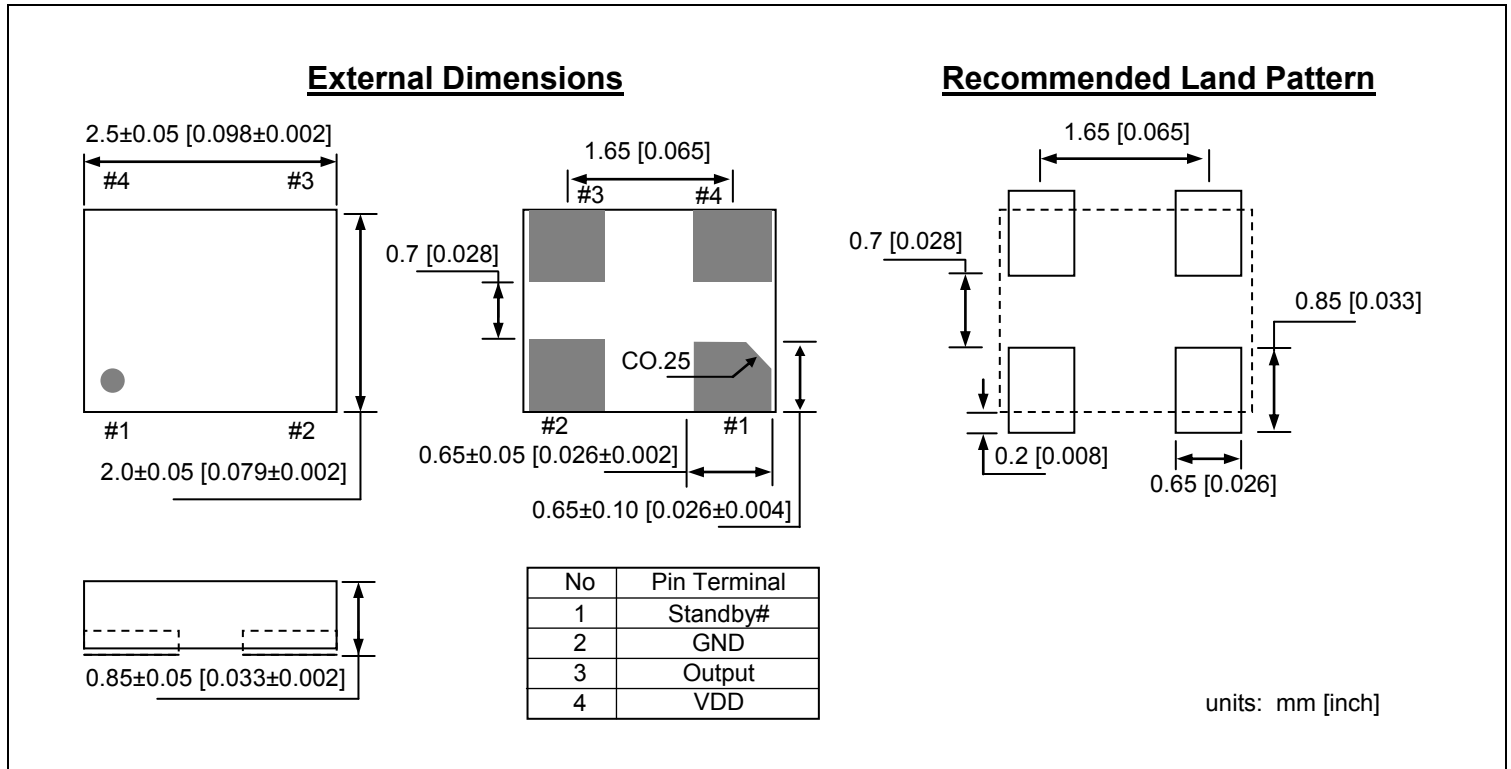 External Dimensions
2.5±0.05 [0.098±0.002]
#4 #3
#1 #2
2.0±0.05 [0.079±0.002]
1.65 [0.065]
#3 #4
0.7 [0.028]
CO.25
#2 #1
0.65±0.05 [0.026±0.002]
0.65±0.10 [0.026±0.004]
Recommended Land Pattern
1.65 [0.065]
0.7 [0.028]
0.85 [0.033]
0.2 [0.008]
0.65 [0.026]
0.85±0.05 [0.033±0.002]
No Pin Terminal
1 Standby#
2 GND
3 Output
4 VDD
units: mm [inch]